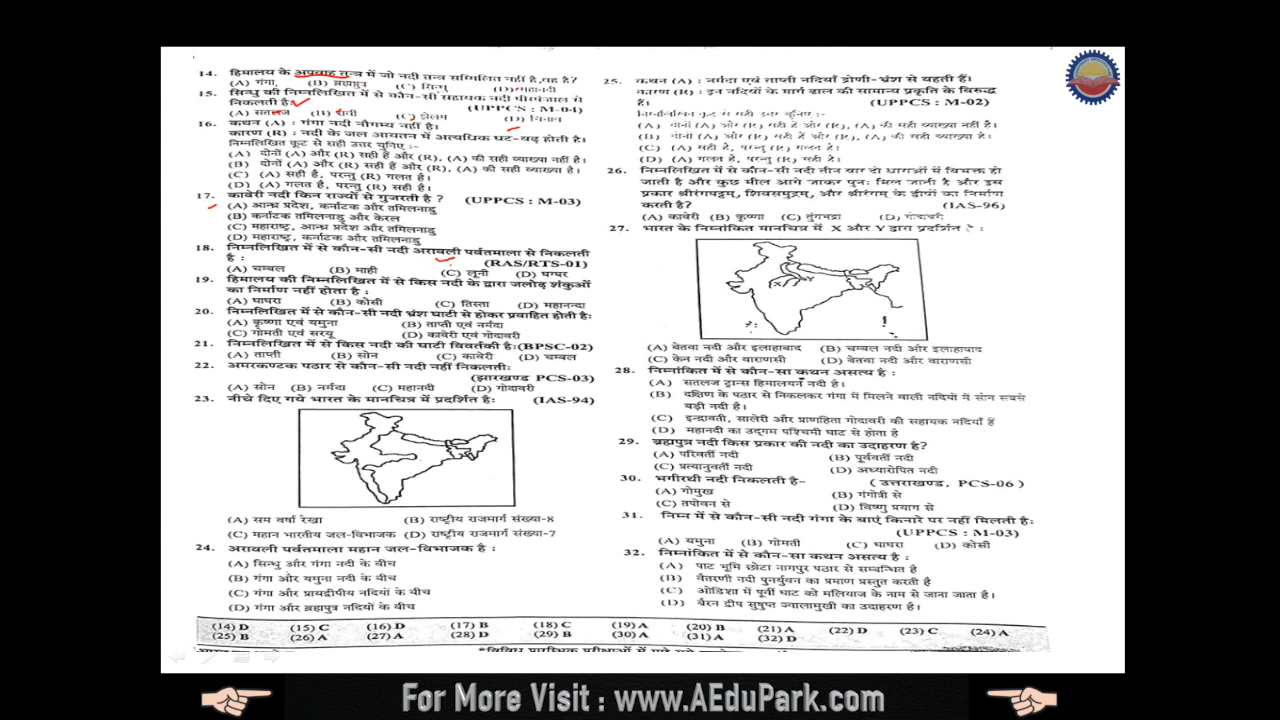 14. हिमालय के अपवाह तन्त्र में जो नदी तन्त्र सम्मिलित नहीं है, वह है?
(A) गंगा, (B) ब्रह्मपुत्र (C) सिन्धु (D) महानदी
15. सिन्धु की निम्नलिखित में से कौन-सी सहायक नदी पीरपंजाल से
निकलती है: (UPPCS : M-04)
(A) सतलज (B) रावी (C) झेलम (D) चिनाब
16. कथन (A) : गंगा नदी नौगम्य नहीं है।
कारण (R) : नदी के जल आयतन में अत्यधिक घट-बढ़ होती है।
निम्नलिखित कूट से सही उत्तर चुनिए :-
(A) दोनों (A) और (R) सही हैं और (R), (A) की सही व्याख्या नहीं है।
(B) दोनों (A) और (R) सही हैं और (R), (A) की सही व्याख्या है।
(C) (A) सही है, परन्तु (R) गलत है।
(D) (A) गलत है, परन्तु (R) सही है।
17. कावेरी नदी किन राज्यों से गुजरती है ? (UPPCS : M-03)
(A) आन्ध्र प्रदेश, कर्नाटक और तमिलनाडु
(B) कर्नाटक तमिलनाडु और केरल
(C) महाराष्ट्र, आन्ध्र प्रदेश और तमिलनाडु
(D) महाराष्ट्र, कर्नाटक और तमिलनाडु
18. निम्नलिखित में से कौन-सी नदी अरावली पर्वतमाला से निकलती
है : (RAS/RTS-01)
(A) चम्बल (B) माही (C) लूनी (D) घग्घर
19. हिमालय की निम्नलिखित में से किस नदी के द्वारा जलोढ़ शंकुओं
का निर्माण नहीं होता है :
(A) घाघरा (B) कोसी (C) तिस्ता (D) महानन्दा
20. निम्नलिखित में से कौन-सी नदी भ्रंश घाटी से होकर प्रवाहित होती है:
(A) कृष्णा एवं यमुना (B) ताप्ती एवं नर्मदा
(C) गोमती एवं सरयू (D) कावेरी एवं गोदावरी
21. निम्नलिखित में से किस नदी की घाटी विवर्तकी है: (BPSC-02)
(A) ताप्ती (B) सोन (C) कावेरी (D) चम्बल
22. अमरकण्टक पठार से कौन-सी नदी नहीं निकलती:
(झारखण्ड PCS-03)
(A) सोन (B) नर्मदा (C) महानदी (D) गोदावरी
23. नीचे दिए गये भारत के मानचित्र में प्रदर्शित है: (IAS-94)
(A) सम वर्षा रेखा (B) राष्ट्रीय राजमार्ग संख्या-8
(C) महान भारतीय जल-विभाजक (D) राष्ट्रीय राजमार्ग संख्या-7
24. अरावली पर्वतमाला महान जल-विभाजक है :
(A) सिन्धु और गंगा नदी के बीच
(B) गंगा और यमुना नदी के बीच
(C) गंगा और प्रायद्वीपीय नदियों के बीच
(D) गंगा और ब्रह्मपुत्र नदियों के बीच
25. कथन (A) : नर्मदा एवं ताप्ती नदियाँ द्रोणी-भ्रंश से बहती हैं।
कारण (R) : इन नदियों के मार्ग ढाल की सामान्य प्रकृति के विरुद्ध
हैं। (UPPCS : M-02)
निम्नलिखित कूट से सही उत्तर चुनिए :-
(A) दोनों (A) और (R) सही हैं और (R), (A) की सही व्याख्या नहीं है।
(B) दोनों (A) और (R) सही हैं और (R), (A) की सही व्याख्या है।
(C) (A) सही है, परन्तु (R) गलत है।
(D) (A) गलत है, परन्तु (R) सही है।
26. निम्नलिखित में से कौन-सी नदी तीन बार दो धाराओं में विभक्त हो
जाती है और कुछ मील आगे जाकर पुनः मिल जाती है और इस
प्रकार श्रीरंगपट्टम्, शिवसमुद्रम्, और श्रीरंगम के द्वीपों का निर्माण
करती है? (IAS-96)
(A) कावेरी (B) कृष्णा (C) तुंगभद्रा (D) गोदावरी
27. भारत के निम्नांकित मानचित्र में X और Y द्वारा प्रदर्शित है :
(A) बेतवा नदी और इलाहाबाद (B) चम्बल नदी और इलाहाबाद
(C) केन नदी और वाराणसी (D) बेतवा नदी और वाराणसी
28. निम्नांकित में से कौन-सा कथन असत्य है :
(A) सतलज ट्रान्स हिमालयन नदी है।
(B) दक्षिण के पठार से निकलकर गंगा में मिलने वाली नदियों में सोन सबसे
बड़ी नदी है।
(C) इन्द्रावती, सालेरी और प्राणहिता गोदावरी की सहायक नदियाँ हैं
(D) महानदी का उद्गम पश्चिमी घाट से होता है
29. ब्रह्मपुत्र नदी किस प्रकार की नदी का उदाहरण है?
(A) परिवर्ती नदी (B) पूर्ववर्ती नदी
(C) प्रत्यानुवर्ती नदी (D) अध्यारोपित नदी
30. भगीरथी नदी निकलती है- (उत्तराखण्ड, PCS-06)
(A) गोमुख (B) गंगोत्री से
(C) तपोवन से (D) विष्णु प्रयाग से
31. निम्न में से कौन-सी नदी गंगा के बाएं किनारे पर नहीं मिलती है:
(UPPCS : M-03)
(A) यमुना (B) गोमती (C) घाघरा (D) कोसी
32. निम्नांकित में से कौन-सा कथन असत्य है :
(A) पाट भूमि छोटा नागपुर पठार से सम्बन्धित है
(B) वैतरणी नदी पुनर्युवन का प्रमाण प्रस्तुत करती है
(C) ओडिशा में पूर्वी घाट को मलियाज के नाम से जाना जाता है।
(D) बैरन द्वीप सुषुप्त ज्वालामुखी का उदाहरण है।
(14) D (15) C (16) D (17) B (18) C (19) A (20) B (21) A (22) D (23) C (24) A
(25) B (26) A (27) A (28) D (29) B (30) A (31) A (32) D
For More Visit : www.AEduPark.com